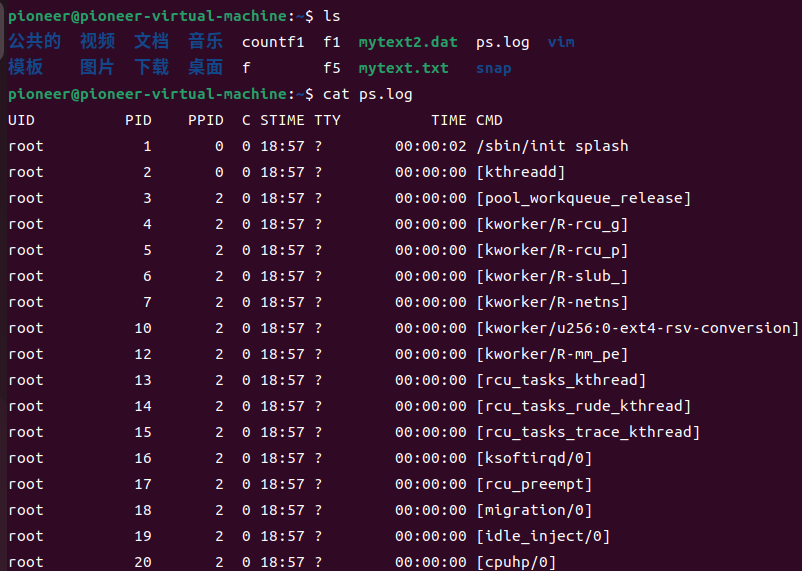 pioneer@pioneer-virtual-machine:~$ ls
公共的  视频  文档  音乐  countf1  f1  mytext2.dat  ps.log  vim
模板    图片  下载  桌面  f        f5  mytext.txt   snap
pioneer@pioneer-virtual-machine:~$ cat ps.log
UID          PID    PPID  C STIME TTY          TIME CMD
root           1       0  0 18:57 ?        00:00:02 /sbin/init splash
root           2       0  0 18:57 ?        00:00:00 [kthreadd]
root           3       2  0 18:57 ?        00:00:00 [pool_workqueue_release]
root           4       2  0 18:57 ?        00:00:00 [kworker/R-rcu_g]
root           5       2  0 18:57 ?        00:00:00 [kworker/R-rcu_p]
root           6       2  0 18:57 ?        00:00:00 [kworker/R-slub_]
root           7       2  0 18:57 ?        00:00:00 [kworker/R-netns]
root          10       2  0 18:57 ?        00:00:00 [kworker/u256:0-ext4-rsv-conversion]
root          12       2  0 18:57 ?        00:00:00 [kworker/R-mm_pe]
root          13       2  0 18:57 ?        00:00:00 [rcu_tasks_kthread]
root          14       2  0 18:57 ?        00:00:00 [rcu_tasks_rude_kthread]
root          15       2  0 18:57 ?        00:00:00 [rcu_tasks_trace_kthread]
root          16       2  0 18:57 ?        00:00:00 [ksoftirqd/0]
root          17       2  0 18:57 ?        00:00:00 [rcu_preempt]
root          18       2  0 18:57 ?        00:00:00 [migration/0]
root          19       2  0 18:57 ?        00:00:00 [idle_inject/0]
root          20       2  0 18:57 ?        00:00:00 [cpuhp/0]